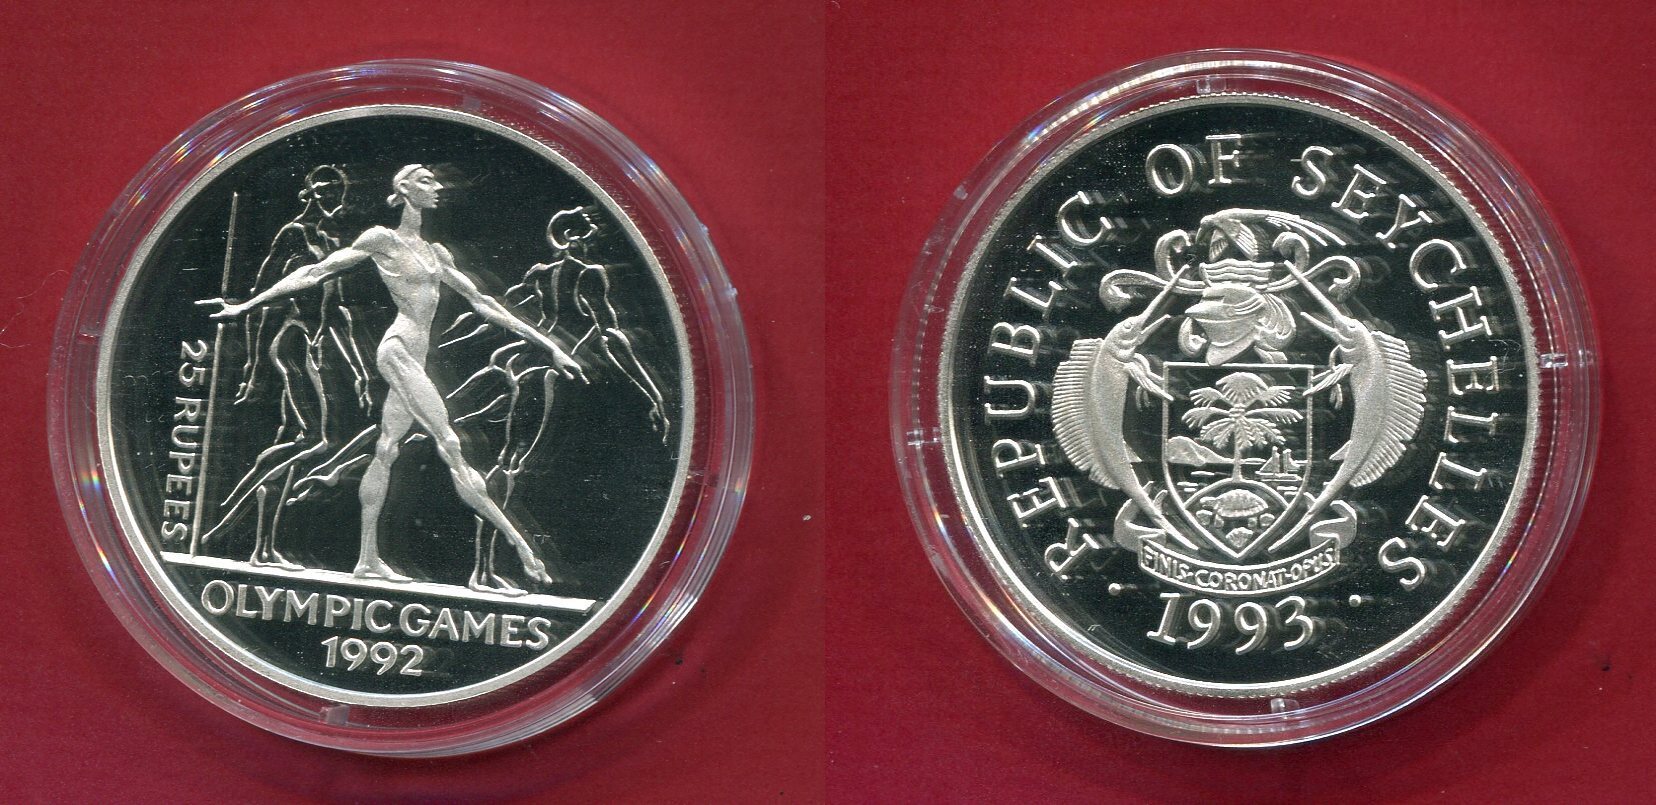 25 RUPEES
OLYMPIC GAMES
1992
REPUBLIC OF SEYCHELLES
FINIS·CORONAT·OPUS
· 1993 ·